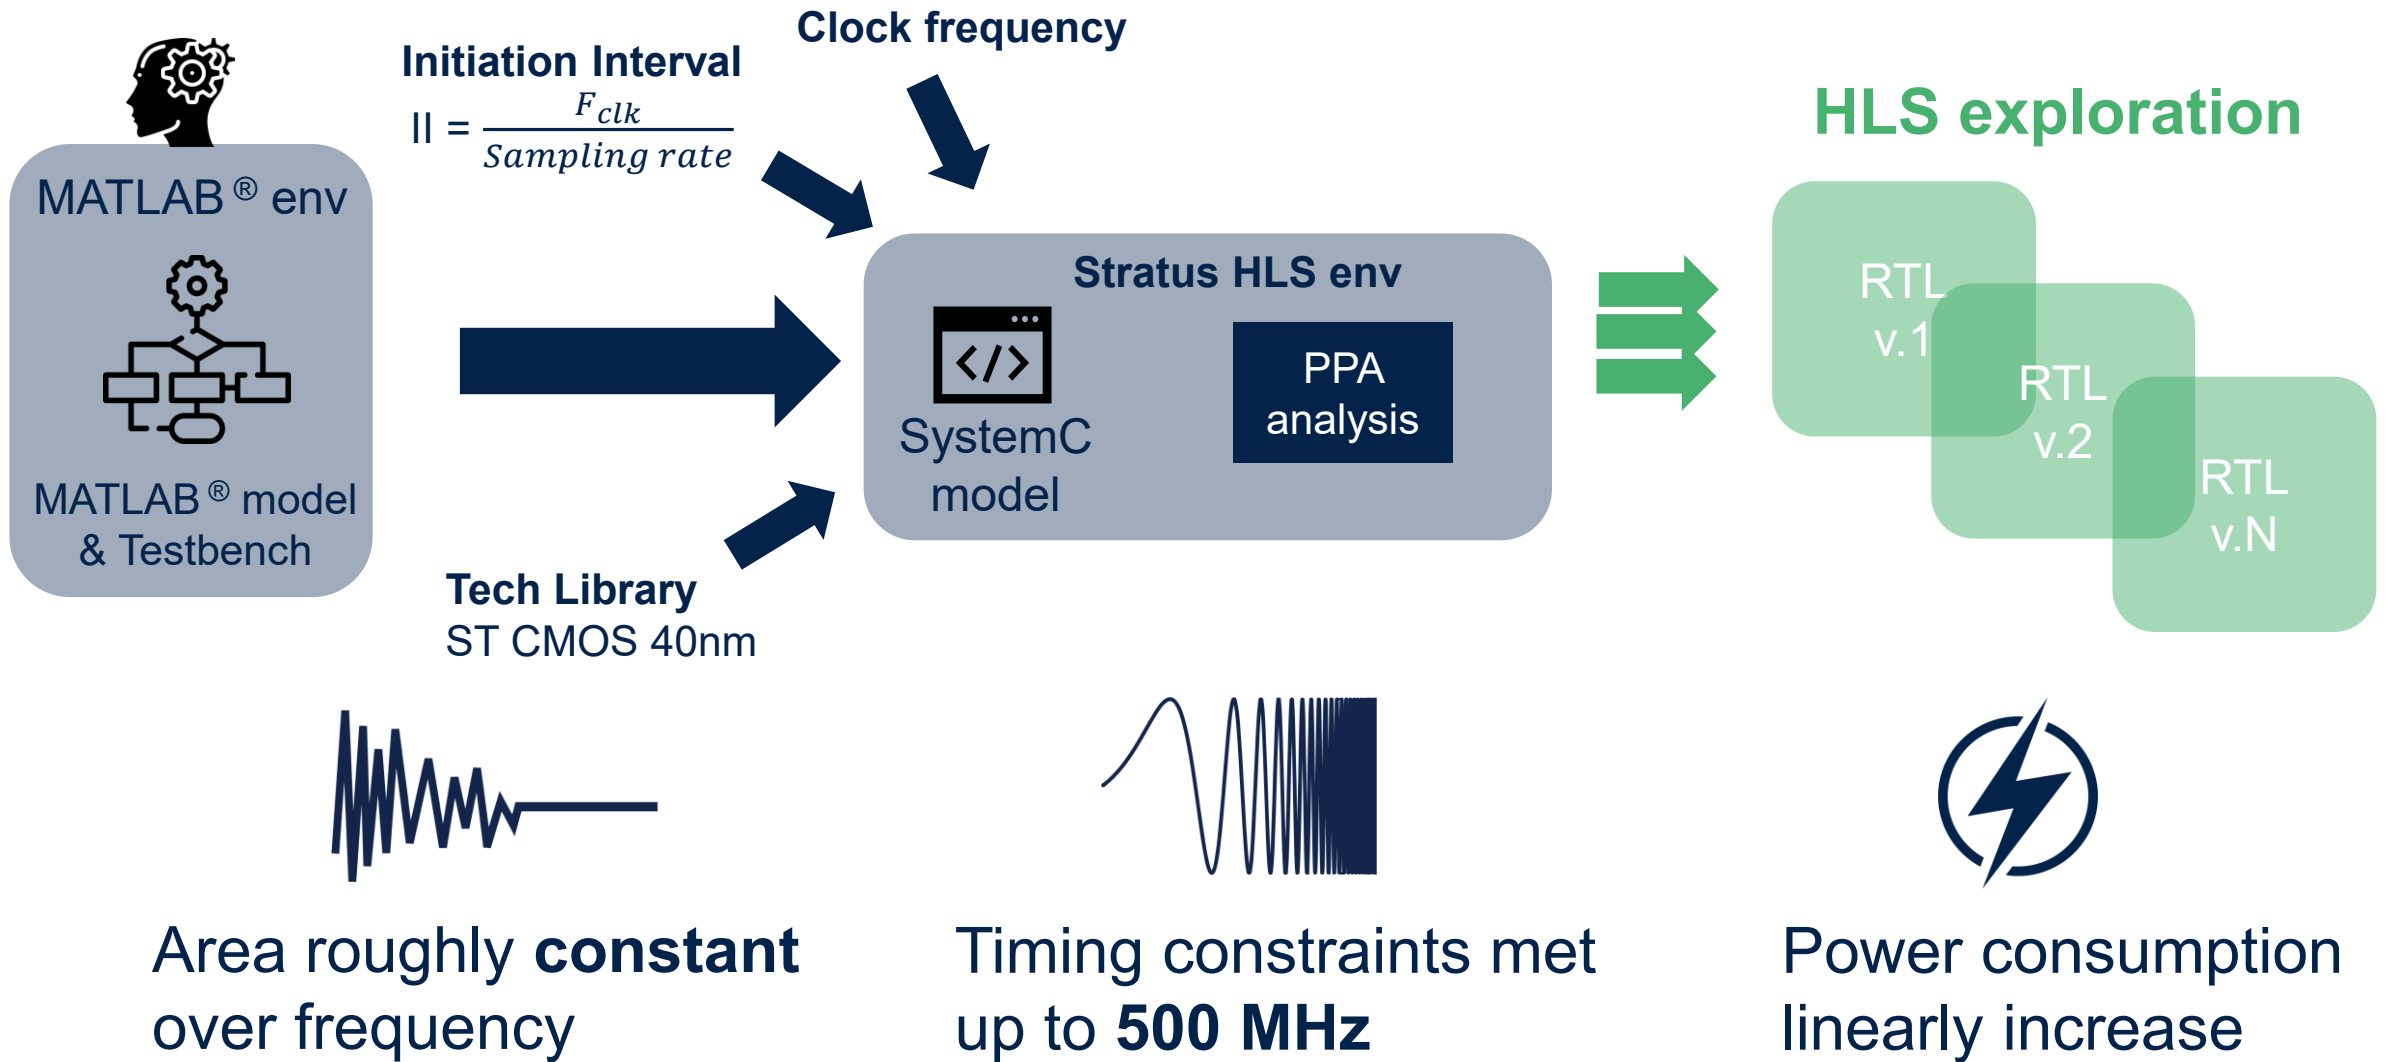 Clock frequency
Initiation Interval
II = F_clk / Sampling rate
HLS exploration
MATLAB ® env
MATLAB ® model
& Testbench
Stratus HLS env
</>
SystemC
model
PPA
analysis
Tech Library
ST CMOS 40nm
RTL
v.1
RTL
v.2
RTL
v.N
Area roughly constant
over frequency
Timing constraints met
up to 500 MHz
Power consumption
linearly increase